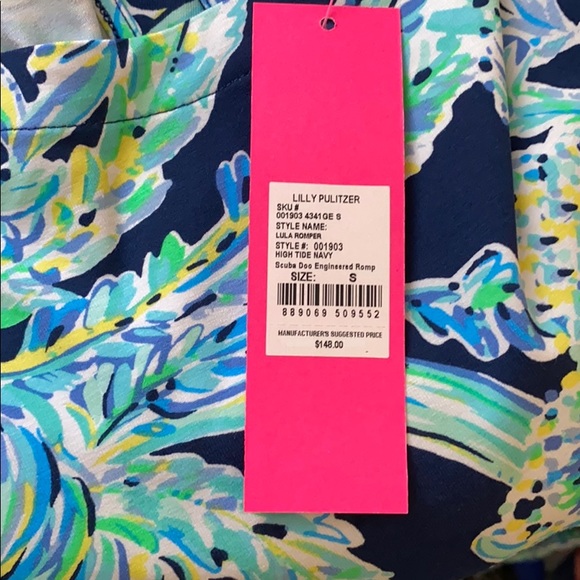 LILLY PULITZER
SKU #
001903 4341QE S
STYLE NAME:
LULA ROMPER
STYLE #: 001903
HIGH TIDE NAVY
Scuba Doo Engineered Romp
SIZE: S
889069 509552
MANUFACTURER'S SUGGESTED PRICE
$148.00